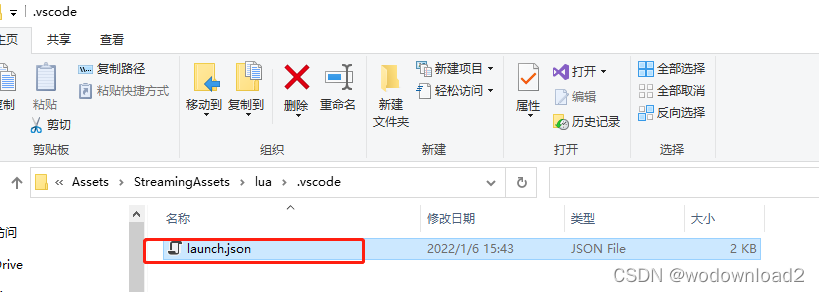 .vscode
主页 共享 查看
复制
粘贴
复制路径
粘贴快捷方式
剪切
剪贴板
移动到
复制到
删除
重命名
组织
新建
文件夹
新建项目
轻松访问
新建
属性
打开
编辑
历史记录
打开
全部选择
全部取消
反向选择
选择
« Assets > StreamingAssets > lua > .vscode
名称 修改日期 类型 大小
访问
launch.json 2022/1/6 15:43 JSON File 2 KB
Drive
CSDN @wodownload2